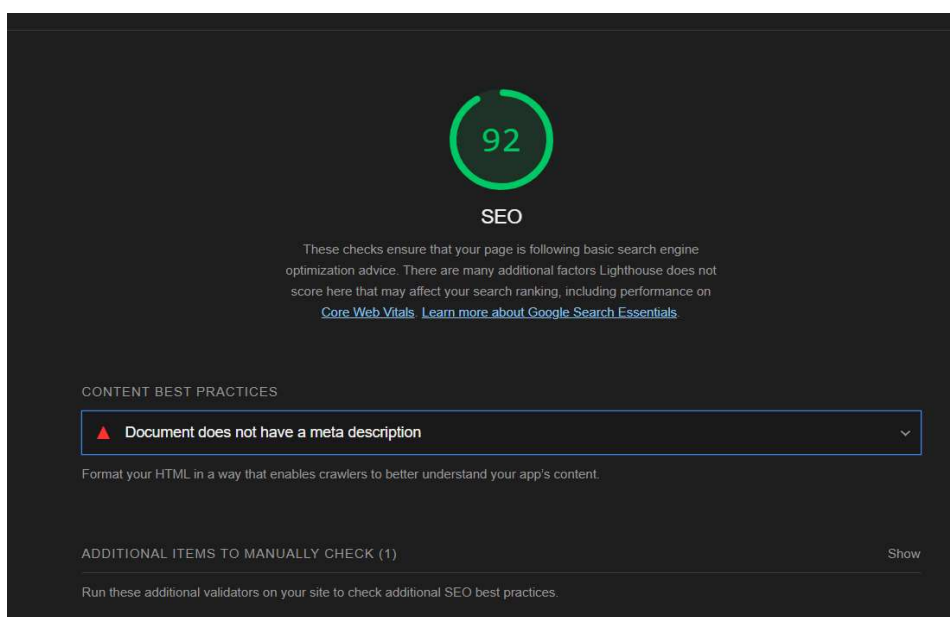 92
SEO
These checks ensure that your page is following basic search engine
optimization advice. There are many additional factors Lighthouse does not
score here that may affect your search ranking, including performance on
Core Web Vitals. Learn more about Google Search Essentials.
CONTENT BEST PRACTICES
Document does not have a meta description
Format your HTML in a way that enables crawlers to better understand your app's content.
ADDITIONAL ITEMS TO MANUALLY CHECK (1) Show
Run these additional validators on your site to check additional SEO best practices.